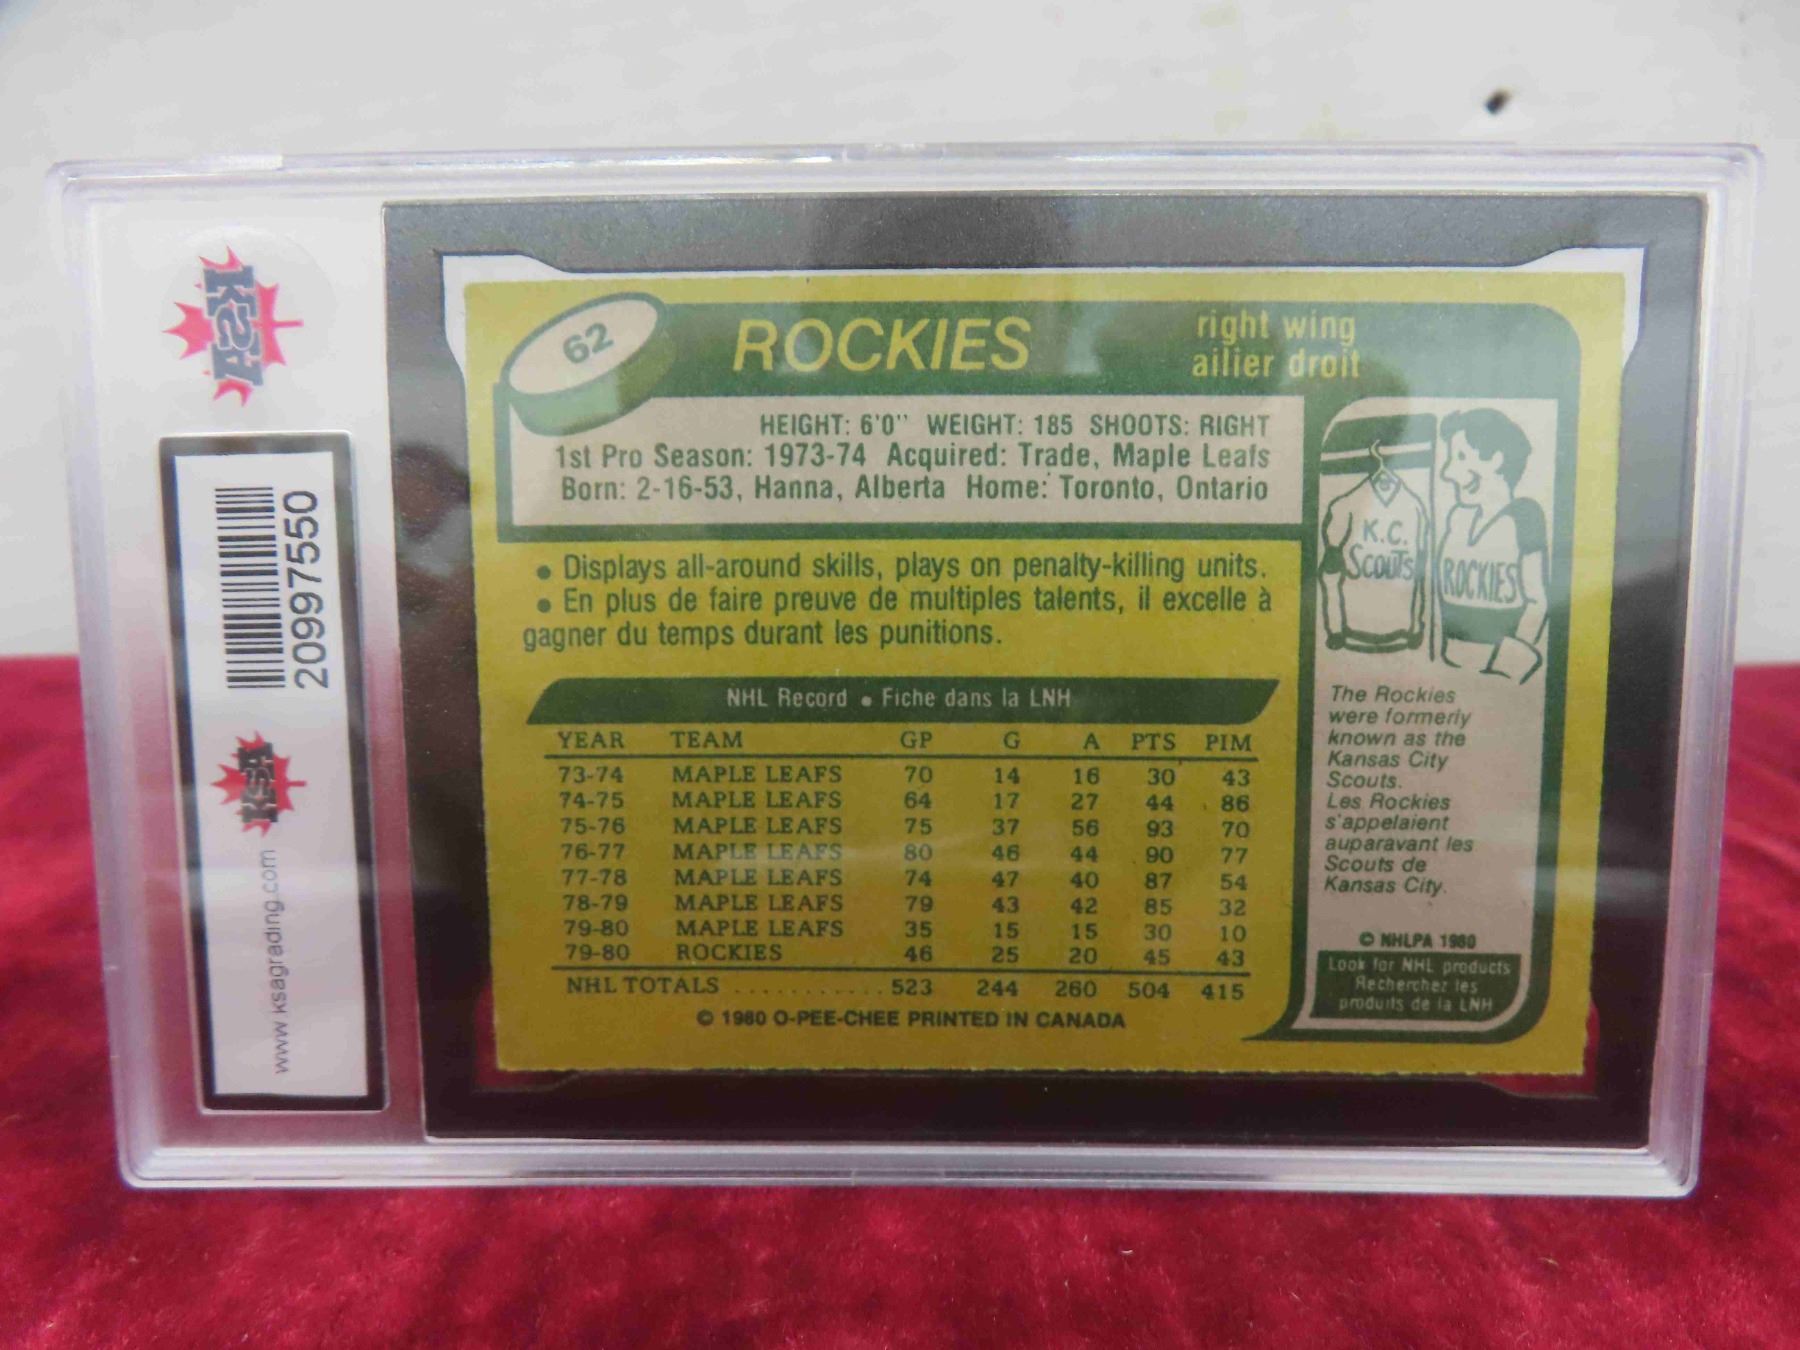 KSA
20997550
KSA
www.ksagrading.com
62
ROCKIES
right wing
ailier droit
HEIGHT: 6'0" WEIGHT: 185 SHOOTS: RIGHT
1st Pro Season: 1973-74 Acquired: Trade, Maple Leafs
Born: 2-16-53, Hanna, Alberta Home: Toronto, Ontario
• Displays all-around skills, plays on penalty-killing units.
• En plus de faire preuve de multiples talents, il excelle à
gagner du temps durant les punitions.
NHL Record • Fiche dans la LNH
YEAR TEAM GP G A PTS PIM
73-74 MAPLE LEAFS 70 14 16 30 43
74-75 MAPLE LEAFS 64 17 27 44 86
75-76 MAPLE LEAFS 75 37 56 93 70
76-77 MAPLE LEAFS 80 46 44 90 77
77-78 MAPLE LEAFS 74 47 40 87 54
78-79 MAPLE LEAFS 79 43 42 85 32
79-80 MAPLE LEAFS 35 15 15 30 10
79-80 ROCKIES 46 25 20 45 43
NHL TOTALS . . . . . . . . . . . 523 244 260 504 415
© 1980 O-PEE-CHEE PRINTED IN CANADA
K.C.
SCOUTS
ROCKIES
The Rockies
were formerly
known as the
Kansas City
Scouts.
Les Rockies
s'appelaient
auparavant les
Scouts de
Kansas City.
© NHLPA 1980
Look for NHL products
Recherchez les
produits de la LNH